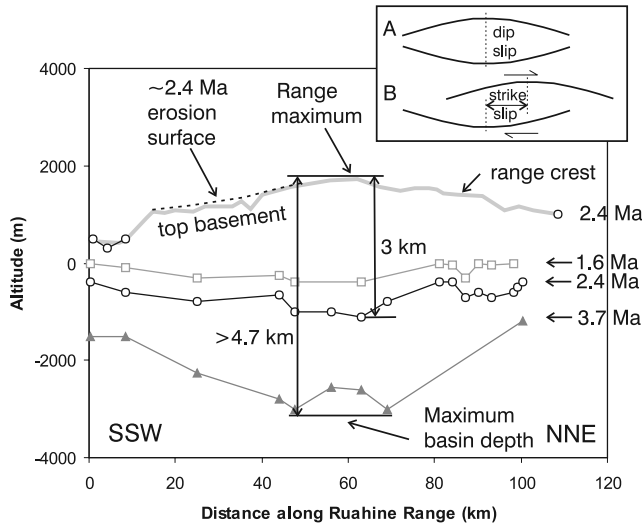 A
dip
slip
B
strike
slip
4000
2000
0
-2000
-4000
Altitude (m)
~2.4 Ma
erosion
surface
Range
maximum
range crest
top basement
2.4 Ma
3 km
1.6 Ma
2.4 Ma
>4.7 km
3.7 Ma
SSW
Maximum
basin depth
NNE
0
20
40
60
80
100
120
Distance along Ruahine Range (km)